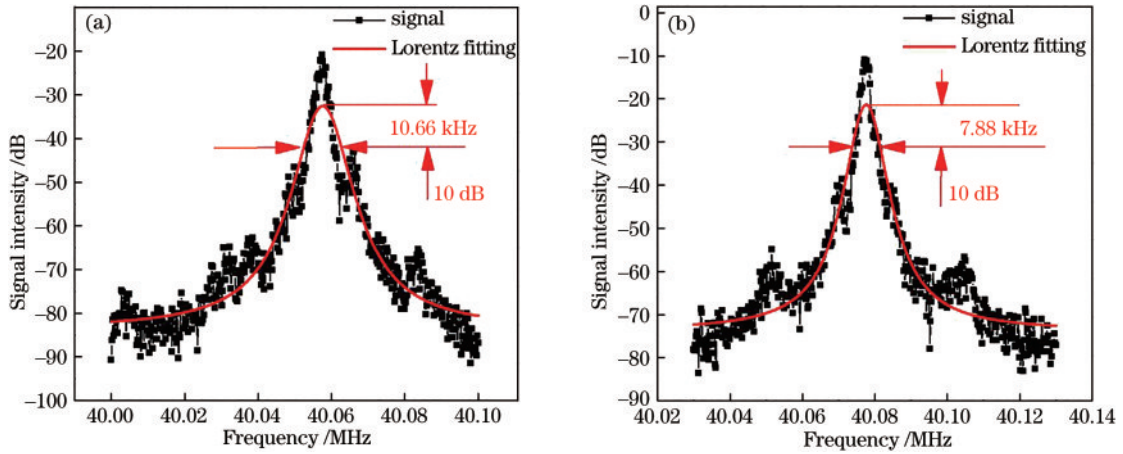 (a)
signal
Lorentz fitting
10.66 kHz
10 dB
Signal intensity /dB
−20
−30
−40
−50
−60
−70
−80
−90
−100
40.00 40.02 40.04 40.06 40.08 40.10
Frequency /MHz
(b)
signal
Lorentz fitting
7.88 kHz
10 dB
Signal intensity /dB
0
−10
−20
−30
−40
−50
−60
−70
−80
−90
40.02 40.04 40.06 40.08 40.10 40.12 40.14
Frequency /MHz